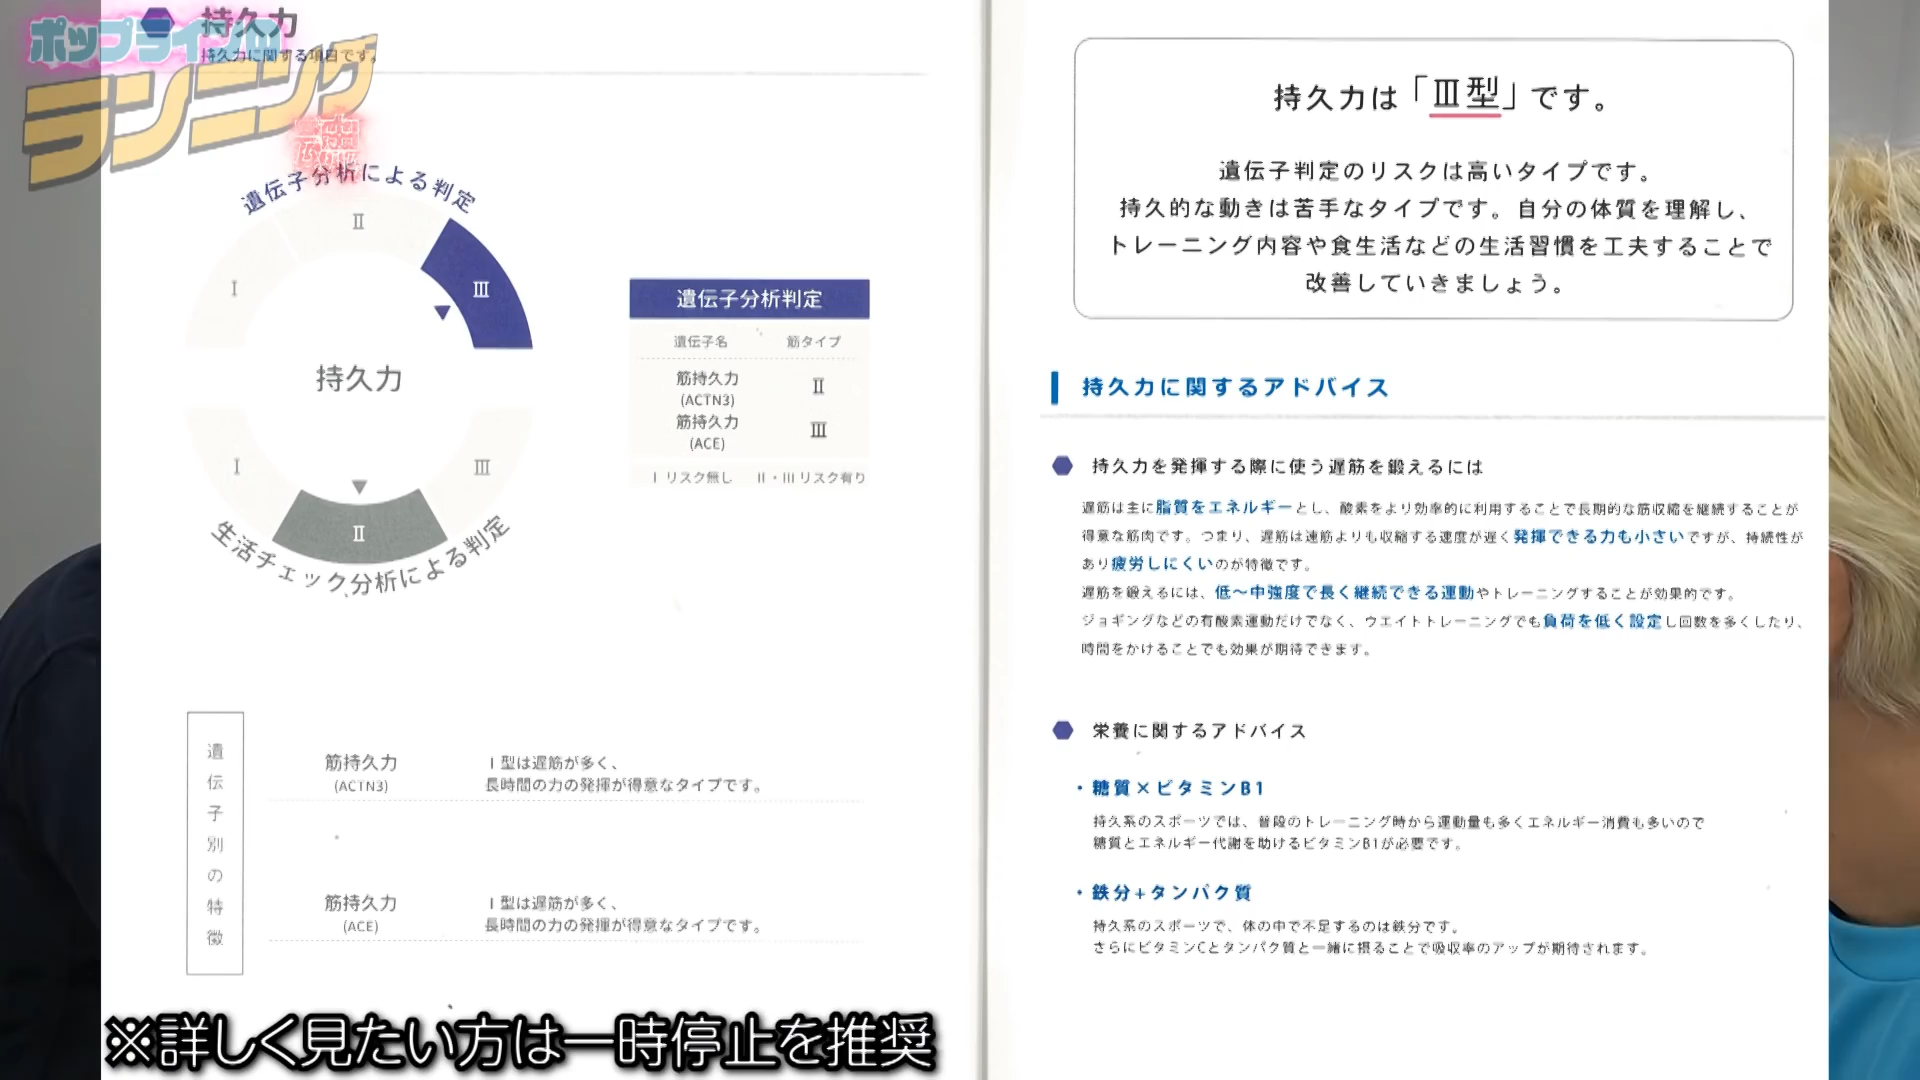 ポップラインの
ランニング
持久力
持久力に関する項目です。
遺伝子分析による判定
Ⅰ
Ⅱ
Ⅲ
持久力
Ⅰ
Ⅱ
Ⅲ
生活チェック分析による判定
遺伝子分析判定
遺伝子名 筋タイプ
筋持久力 Ⅱ
(ACTN3)
筋持久力 Ⅲ
(ACE)
Ⅰ リスク無し Ⅱ・Ⅲ リスク有り
遺伝子別の特徴
筋持久力
(ACTN3)
Ⅰ型は遅筋が多く、
長時間の力の発揮が得意なタイプです。
筋持久力
(ACE)
Ⅰ型は遅筋が多く、
長時間の力の発揮が得意なタイプです。
持久力は「Ⅲ型」です。
遺伝子判定のリスクは高いタイプです。
持久的な動きは苦手なタイプです。自分の体質を理解し、
トレーニング内容や食生活などの生活習慣を工夫することで
改善していきましょう。
持久力に関するアドバイス
持久力を発揮する際に使う遅筋を鍛えるには
遅筋は主に脂質をエネルギーとし、酸素をより効率的に利用することで長期的な筋収縮を継続することが
得意な筋肉です。つまり、遅筋は速筋よりも収縮する速度が遅く発揮できる力も小さいですが、持続性が
あり疲労しにくいのが特徴です。
遅筋を鍛えるには、低〜中強度で長く継続できる運動やトレーニングすることが効果的です。
ジョギングなどの有酸素運動だけでなく、ウエイトトレーニングでも負荷を低く設定し回数を多くしたり、
時間をかけることでも効果が期待できます。
栄養に関するアドバイス
・糖質×ビタミンB1
持久系のスポーツでは、普段のトレーニング時から運動量も多くエネルギー消費も多いので
糖質とエネルギー代謝を助けるビタミンB1が必要です。
・鉄分+タンパク質
持久系のスポーツで、体の中で不足するのは鉄分です。
さらにビタミンCとタンパク質と一緒に摂ることで吸収率のアップが期待されます。
※詳しく見たい方は一時停止を推奨